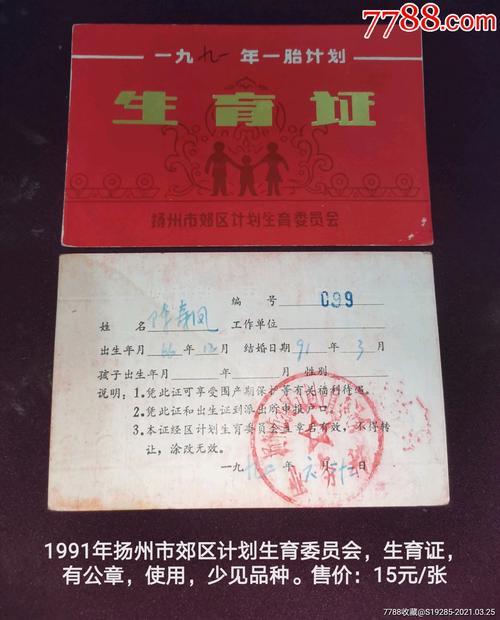 7788.com
一九九一年一胎计划
生育证
扬州市郊区计划生育委员会
编号 099
姓名 陈寿凤 工作单位
出生年月 66 年 12 月 结婚日期 91 年 3 月
孩子出生年月 年 月 性别
说明：1. 凭此证可享受围产期保护等有关福利待遇。
2. 凭此证和出生证到派出所申报户口。
3. 本证经区计划生育委员会盖章后有效，不得转
让，涂改无效。
一九九一年 六 月 十二 日
1991年扬州市郊区计划生育委员会，生育证，
有公章，使用，少见品种。售价：15元/张
7788收藏@S19285-2021.03.25